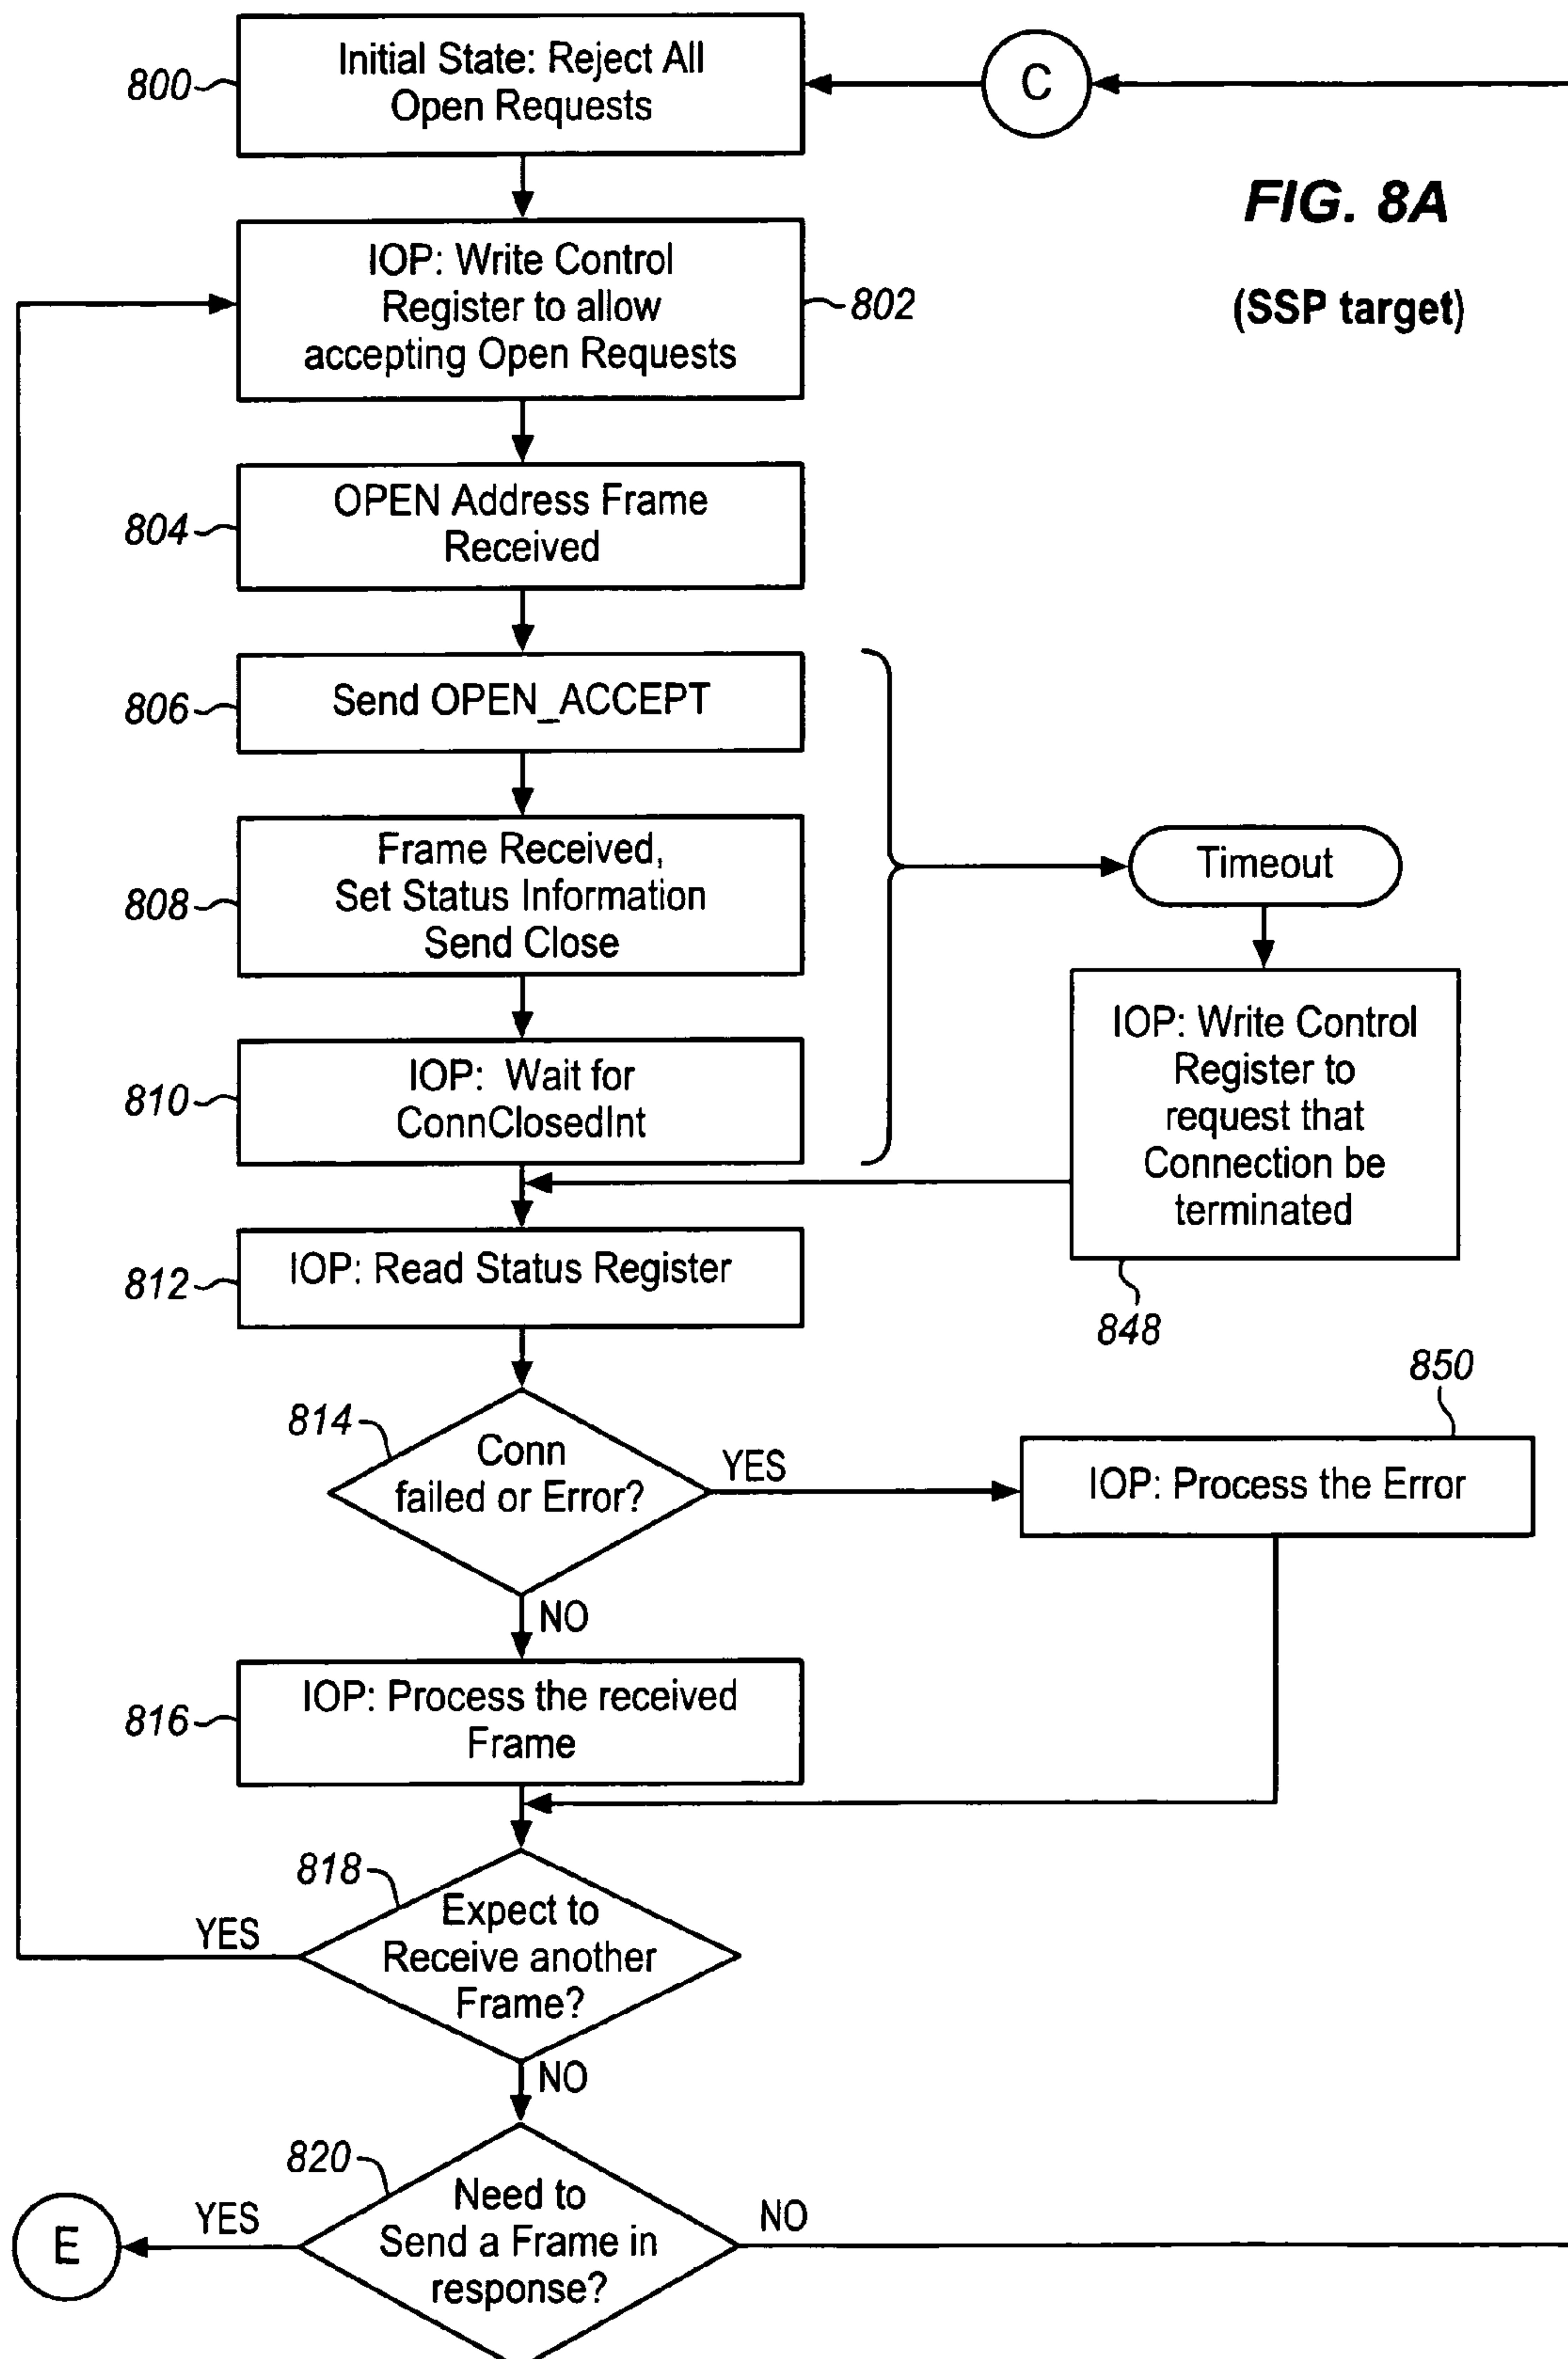 Initial State: Reject All
Open Requests
800
C
FIG. 8A
(SSP target)
IOP: Write Control
Register to allow
accepting Open Requests
802
OPEN Address Frame
Received
804
Send OPEN_ACCEPT
806
Frame Received,
Set Status Information
Send Close
808
Timeout
IOP: Wait for
ConnClosedInt
810
IOP: Write Control
Register to
request that
Connection be
terminated
848
IOP: Read Status Register
812
814
Conn
failed or Error?
YES
850
IOP: Process the Error
NO
IOP: Process the received
Frame
816
818
Expect to
Receive another
Frame?
YES
NO
820
Need to
Send a Frame in
response?
YES
E
NO